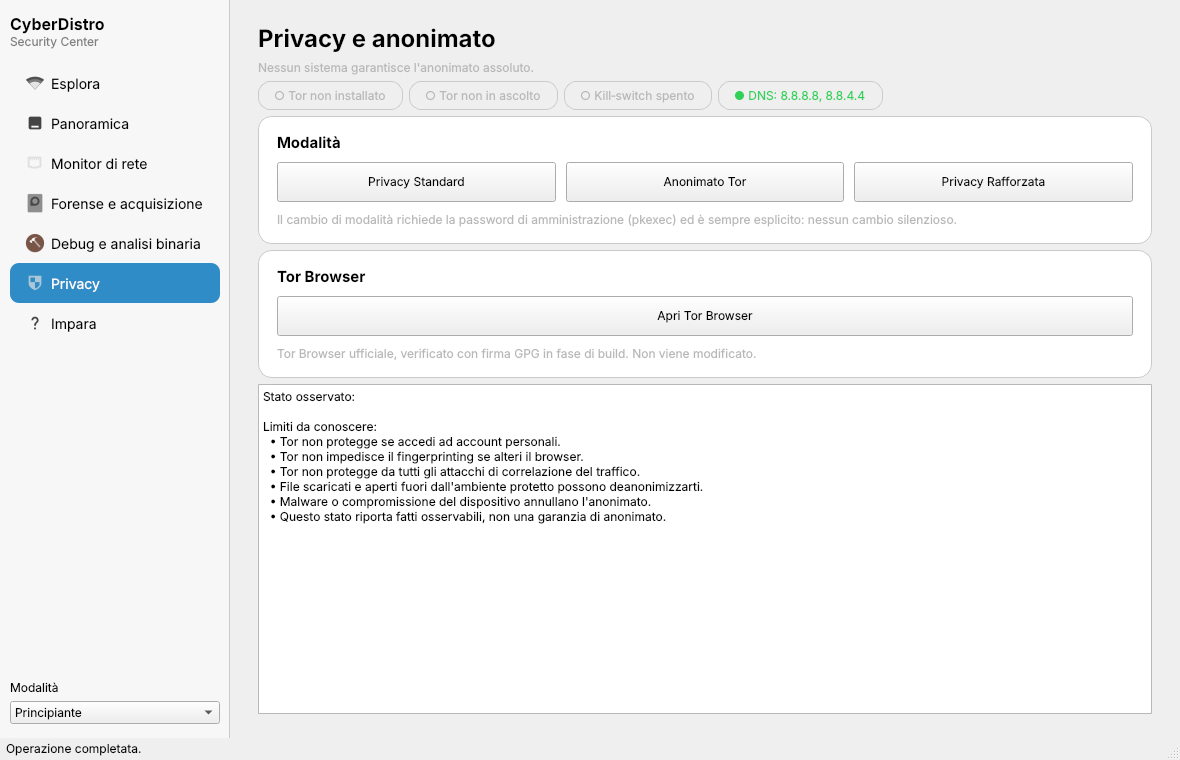 CyberDistro
Security Center
Esplora
Panoramica
Monitor di rete
Forense e acquisizione
Debug e analisi binaria
Privacy
? Impara
Modalità
Principiante
Operazione completata.
Privacy e anonimato
Nessun sistema garantisce l'anonimato assoluto.
○ Tor non installato
○ Tor non in ascolto
○ Kill-switch spento
● DNS: 8.8.8.8, 8.8.4.4
Modalità
Privacy Standard
Anonimato Tor
Privacy Rafforzata
Il cambio di modalità richiede la password di amministrazione (pkexec) ed è sempre esplicito: nessun cambio silenzioso.
Tor Browser
Apri Tor Browser
Tor Browser ufficiale, verificato con firma GPG in fase di build. Non viene modificato.
Stato osservato:
Limiti da conoscere:
• Tor non protegge se accedi ad account personali.
• Tor non impedisce il fingerprinting se alteri il browser.
• Tor non protegge da tutti gli attacchi di correlazione del traffico.
• File scaricati e aperti fuori dall'ambiente protetto possono deanonimizzarti.
• Malware o compromissione del dispositivo annullano l'anonimato.
• Questo stato riporta fatti osservabili, non una garanzia di anonimato.